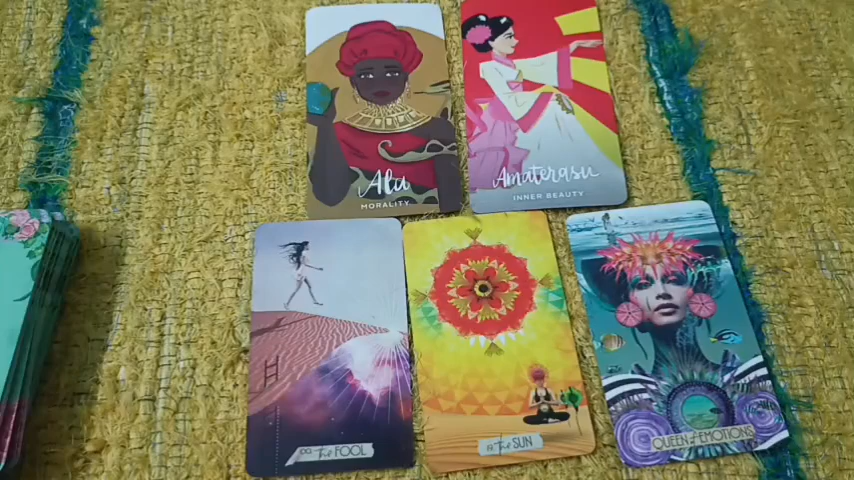 Ala
MORALITY
Amaterasu
INNER BEAUTY
The FOOL
The SUN
QUEEN of EMOTIONS